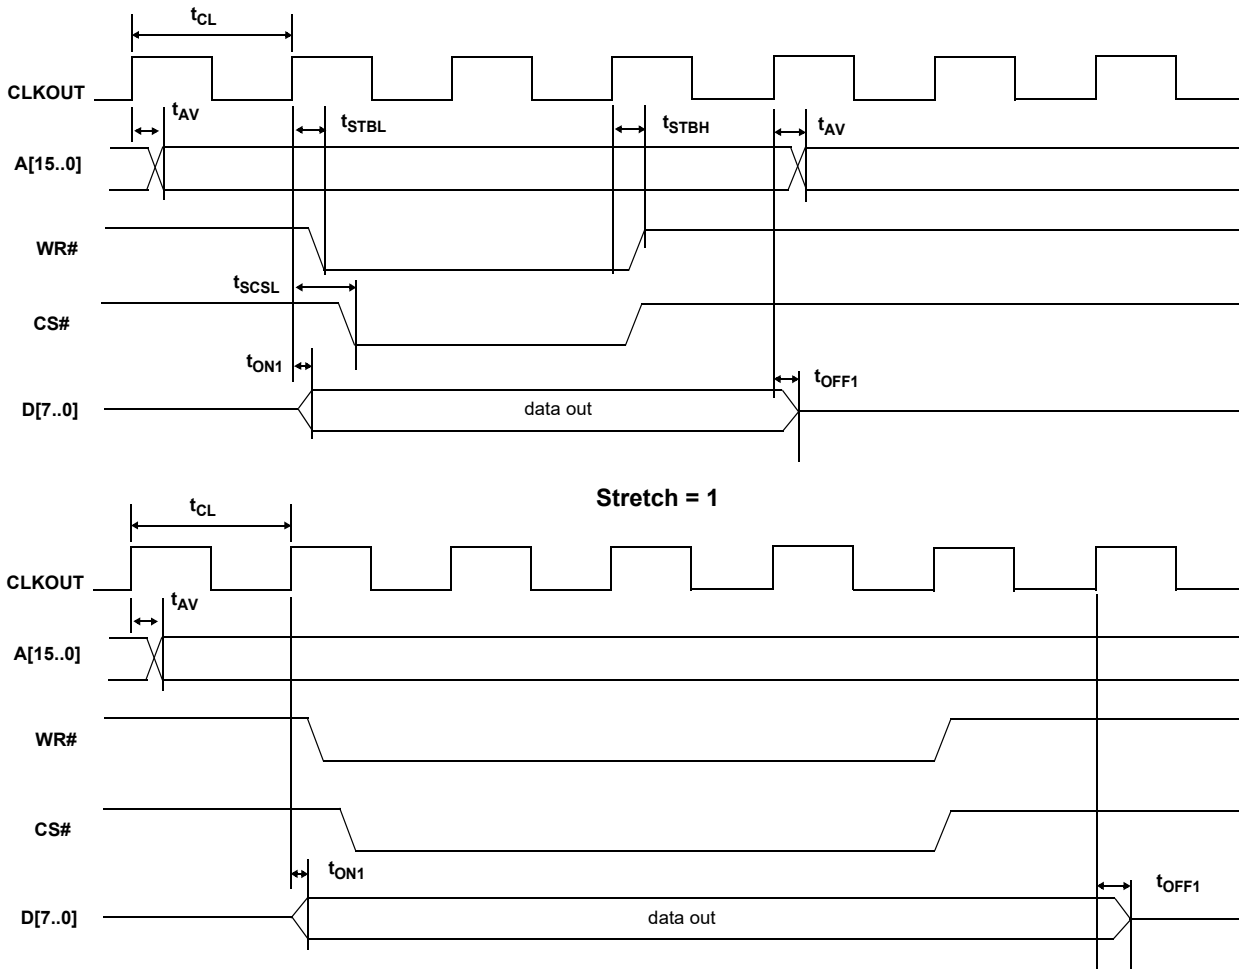 tCL
CLKOUT
tAV
tSTBL
tSTBH
tAV
A[15..0]
WR#
tSCSL
CS#
tON1
tOFF1
D[7..0]
data out
Stretch = 1
tCL
CLKOUT
tAV
A[15..0]
WR#
CS#
tON1
tOFF1
D[7..0]
data out